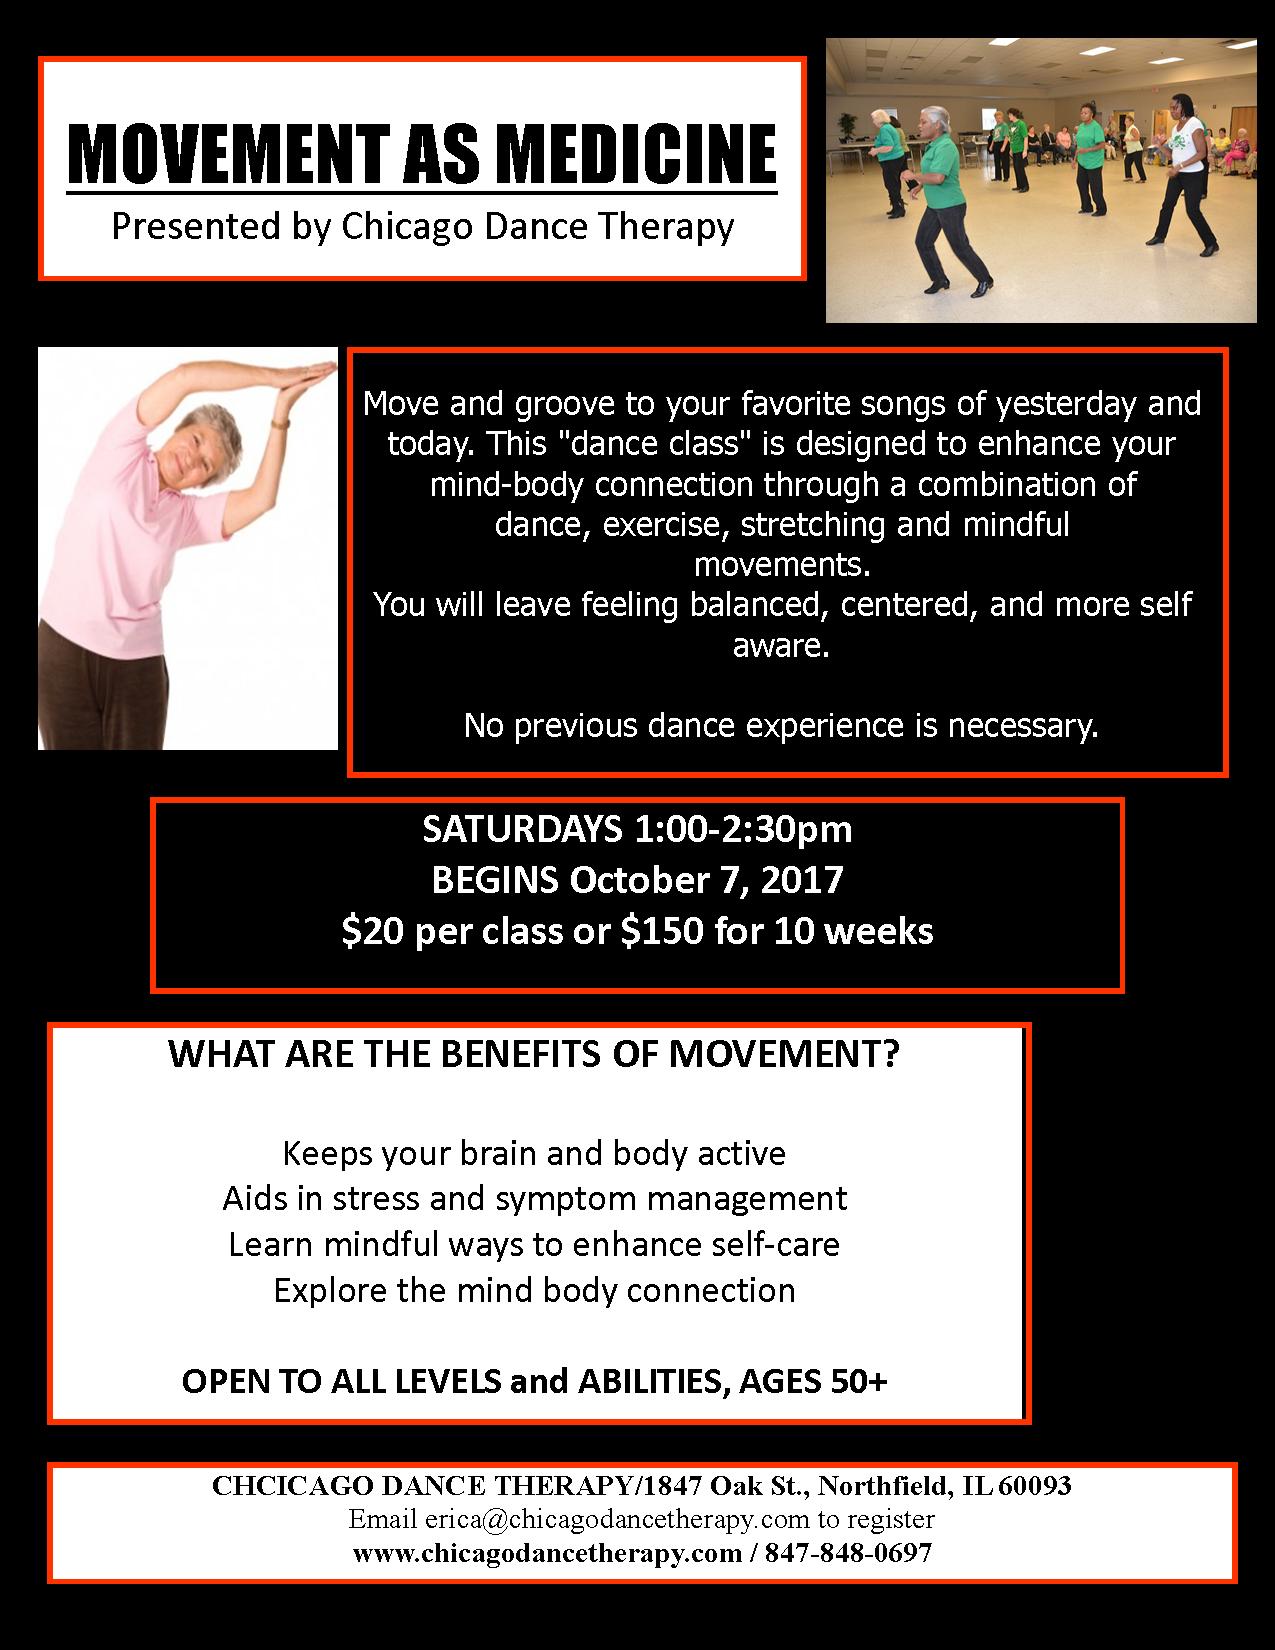 MOVEMENT AS MEDICINE
Presented by Chicago Dance Therapy
Move and groove to your favorite songs of yesterday and
today. This "dance class" is designed to enhance your
mind-body connection through a combination of
dance, exercise, stretching and mindful
movements.
You will leave feeling balanced, centered, and more self
aware.
No previous dance experience is necessary.
SATURDAYS 1:00-2:30pm
BEGINS October 7, 2017
$20 per class or $150 for 10 weeks
WHAT ARE THE BENEFITS OF MOVEMENT?
Keeps your brain and body active
Aids in stress and symptom management
Learn mindful ways to enhance self-care
Explore the mind body connection
OPEN TO ALL LEVELS and ABILITIES, AGES 50+
CHCICAGO DANCE THERAPY/1847 Oak St., Northfield, IL 60093
Email erica@chicagodancetherapy.com to register
www.chicagodancetherapy.com / 847-848-0697